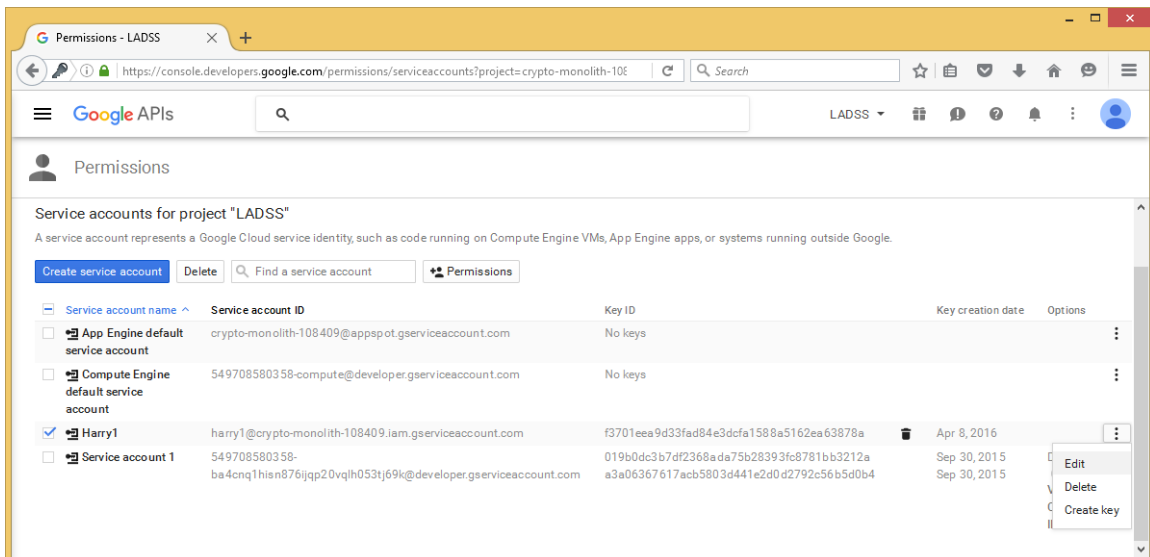 Permissions - LADSS
https://console.developers.google.com/permissions/serviceaccounts?project=crypto-monolith-108
Search
Google APIs
LADSS
Permissions
Service accounts for project "LADSS"
A service account represents a Google Cloud service identity, such as code running on Compute Engine VMs, App Engine apps, or systems running outside Google.
Create service account Delete Find a service account Permissions
Service account name Service account ID Key ID Key creation date Options
App Engine default crypto-monolith-108409@appspot.gserviceaccount.com No keys
service account
Compute Engine 549708580358-compute@developer.gserviceaccount.com No keys
default service
account
Harry1 harry1@crypto-monolith-108409.iam.gserviceaccount.com f3701eea9d33fad84e3dcfa1588a5162ea63878a Apr 8, 2016
Service account 1 549708580358- 019b0dc3b7df2368ada75b28393fc8781bb3212a Sep 30, 2015
ba4cnq1hisn876ijqp20vqlh053tj69k@developer.gserviceaccount.com a3a06367617acb5803d441e2d0d2792c56b5d0b4 Sep 30, 2015
Edit
Delete
Create key